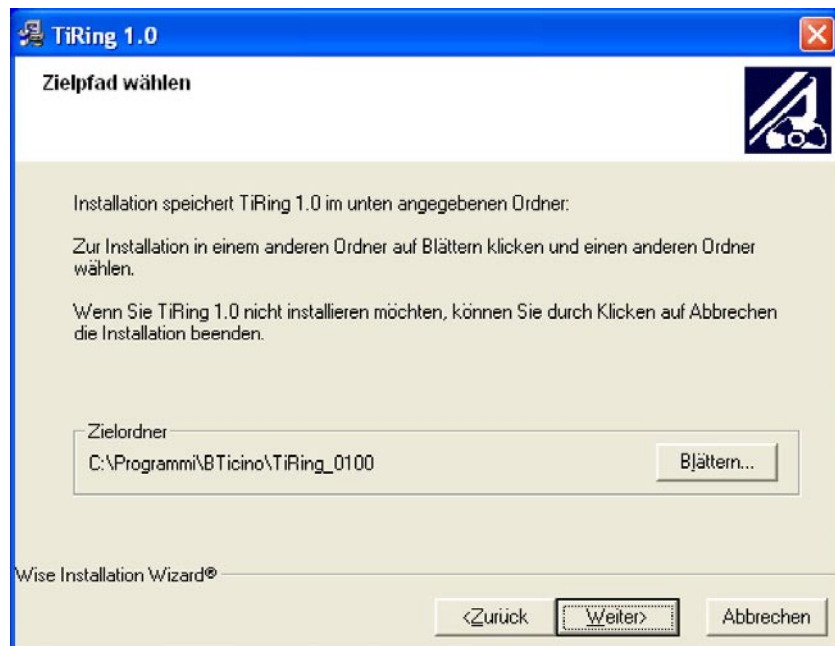 TiRing 1.0
Zielpfad wählen
Installation speichert TiRing 1.0 im unten angegebenen Ordner:
Zur Installation in einem anderen Ordner auf Blättern klicken und einen anderen Ordner
wählen.
Wenn Sie TiRing 1.0 nicht installieren möchten, können Sie durch Klicken auf Abbrechen
die Installation beenden.
Zielordner
C:\Programmi\BTicino\TiRing_0100
Blättern...
Wise Installation Wizard®
<Zurück
Weiter>
Abbrechen